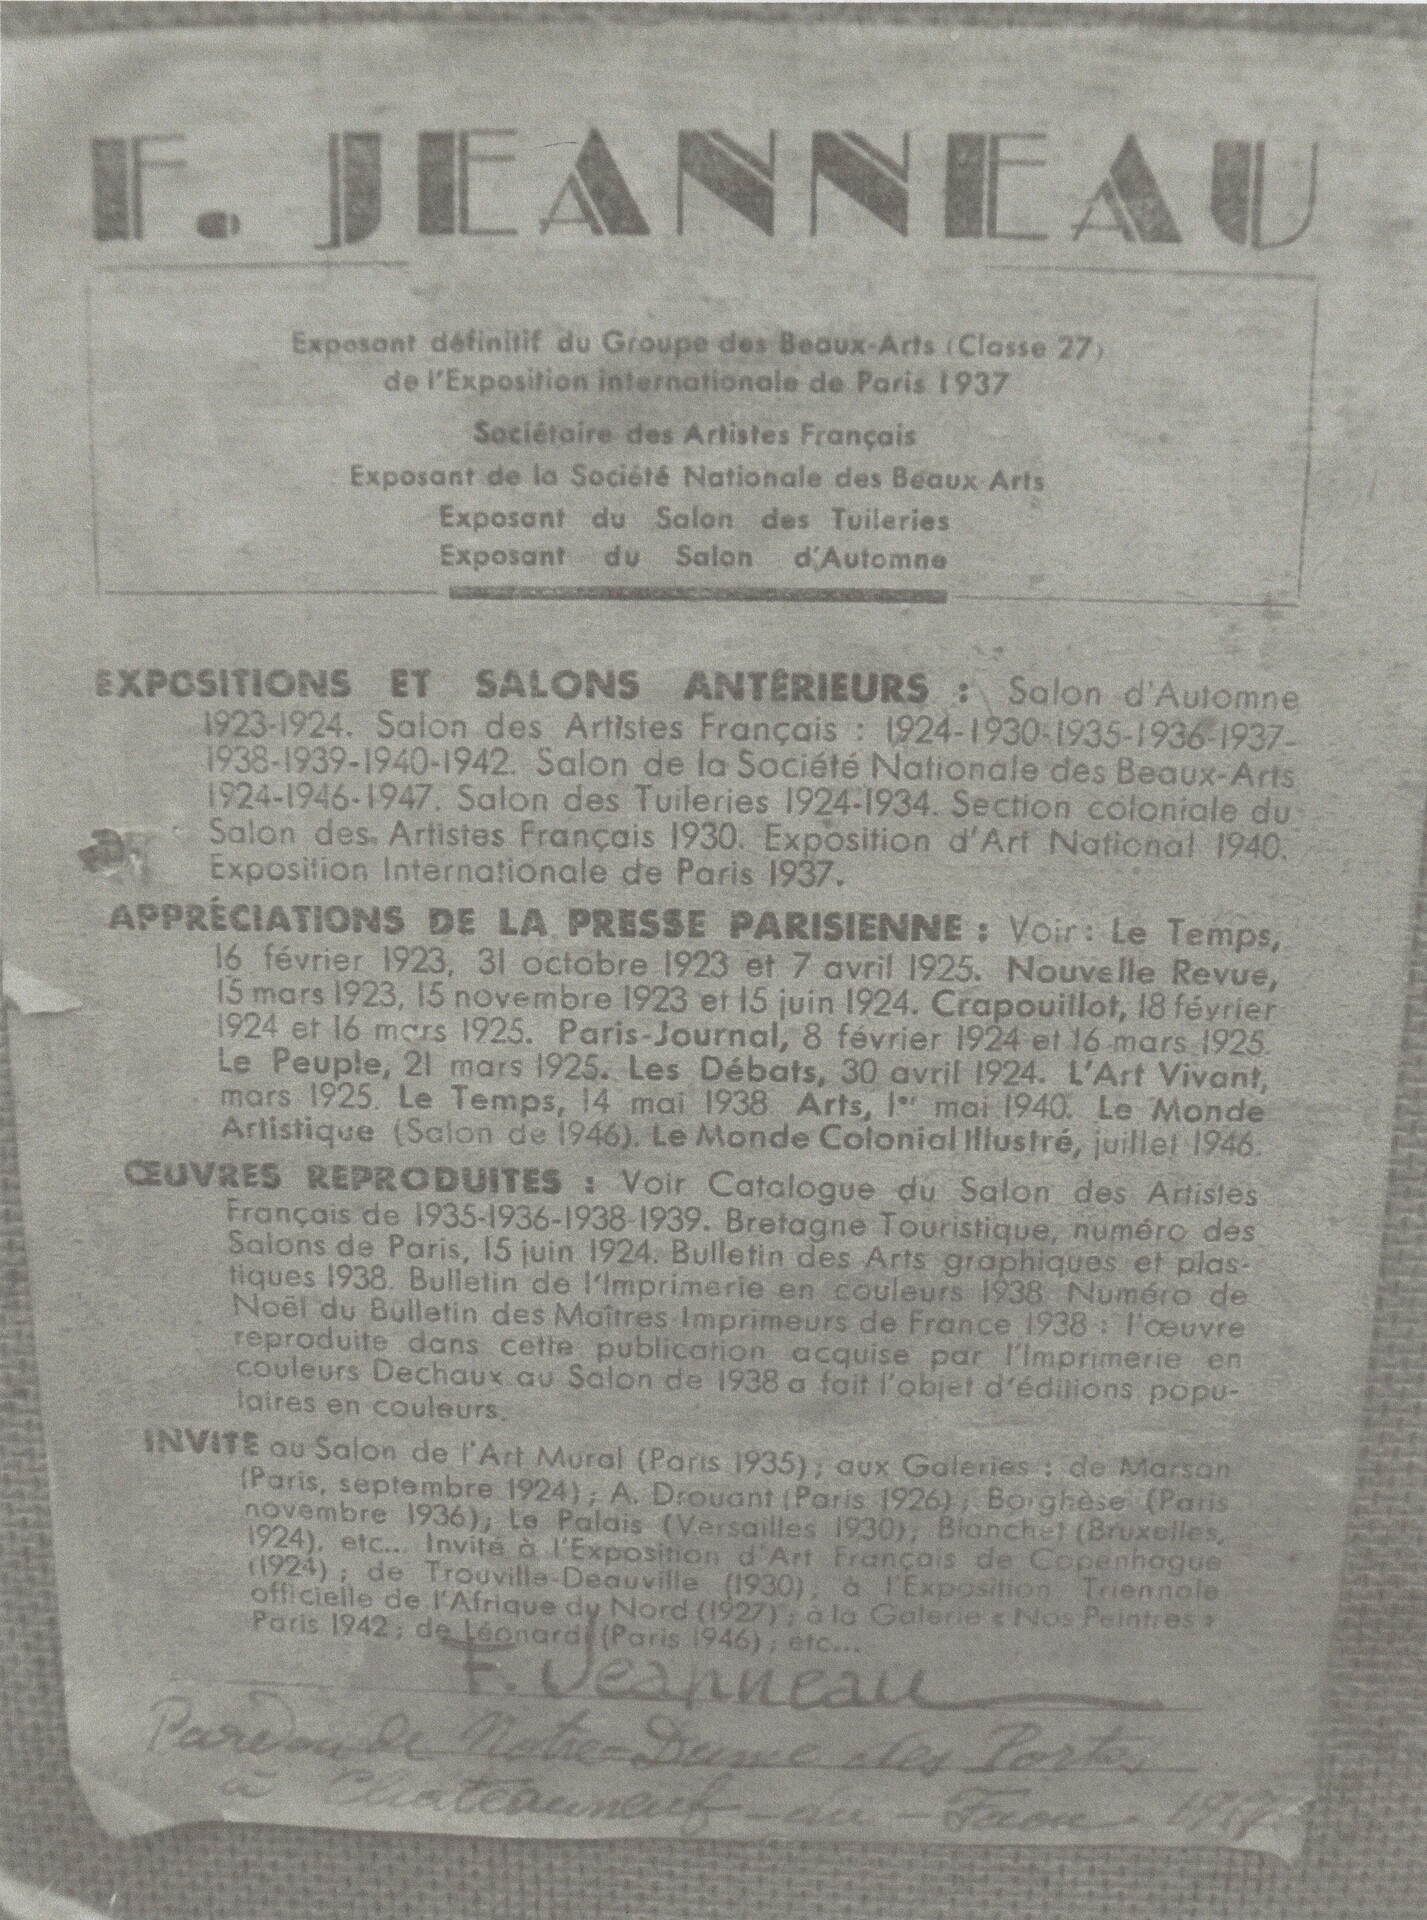 F. JEANNEAU
Exposant définitif du Groupe des Beaux-Arts (Classe 27)
de l'Exposition internationale de Paris 1937
Sociétaire des Artistes Français
Exposant de la Société Nationale des Beaux Arts
Exposant du Salon des Tuileries
Exposant du Salon d'Automne
EXPOSITIONS ET SALONS ANTÉRIEURS : Salon d'Automne
1923-1924. Salon des Artistes Français : 1924-1930-1935-1936-1937-
1938-1939-1940-1942. Salon de la Société Nationale des Beaux-Arts
1924-1946-1947. Salon des Tuileries 1924-1934. Section coloniale du
Salon des Artistes Français 1930. Exposition d'Art National 1940.
Exposition Internationale de Paris 1937.
APPRÉCIATIONS DE LA PRESSE PARISIENNE : Voir : Le Temps,
16 février 1923, 31 octobre 1923 et 7 avril 1925. Nouvelle Revue,
15 mars 1923, 15 novembre 1923 et 15 juin 1924. Crapouillot, 18 février
1924 et 16 mars 1925. Paris-Journal, 8 février 1924 et 16 mars 1925.
Le Peuple, 21 mars 1925. Les Débats, 30 avril 1924. L'Art Vivant,
mars 1925. Le Temps, 14 mai 1938. Arts, 1er mai 1940. Le Monde
Artistique (Salon de 1946). Le Monde Colonial Illustré, juillet 1946.
ŒUVRES REPRODUITES : Voir Catalogue du Salon des Artistes
Français de 1935-1936-1938-1939. Bretagne Touristique, numéro des
Salons de Paris, 15 juin 1924. Bulletin des Arts graphiques et plas-
tiques 1938. Bulletin de l'Imprimerie en couleurs 1938. Numéro de
Noël du Bulletin des Maîtres Imprimeurs de France 1938 : l'œuvre
reproduite dans cette publication acquise par l'Imprimerie en
couleurs Dechaux au Salon de 1938 a fait l'objet d'éditions popu-
laires en couleurs.
INVITÉ au Salon de l'Art Mural (Paris 1935) ; aux Galeries : de Marsan
(Paris, septembre 1924) ; A. Drouant (Paris 1926) ; Borghèse (Paris
novembre 1936) ; Le Palais (Versailles 1930) ; Blanchet (Bruxelles,
1924), etc... Invité à l'Exposition d'Art Français de Copenhague
(1924) ; de Trouville-Deauville (1930) ; à l'Exposition Triennale
officielle de l'Afrique du Nord (1927) ; à la Galerie « Nos Peintres »
Paris 1942 ; de Léonard (Paris 1946) ; etc...
F. Jeanneau
Pardon de Notre-Dame des Portes
à Chateauneuf-du-Faou